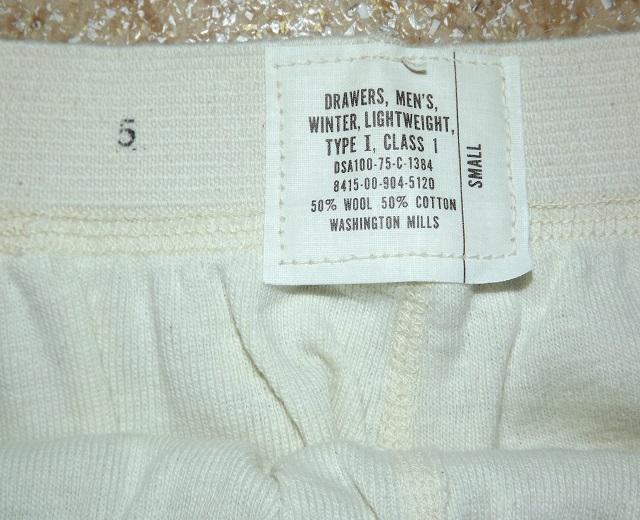 5
DRAWERS, MEN'S,
WINTER, LIGHTWEIGHT,
TYPE I, CLASS 1
DSA100-75-C-1384
8415-00-904-5120
50% WOOL 50% COTTON
WASHINGTON MILLS
SMALL